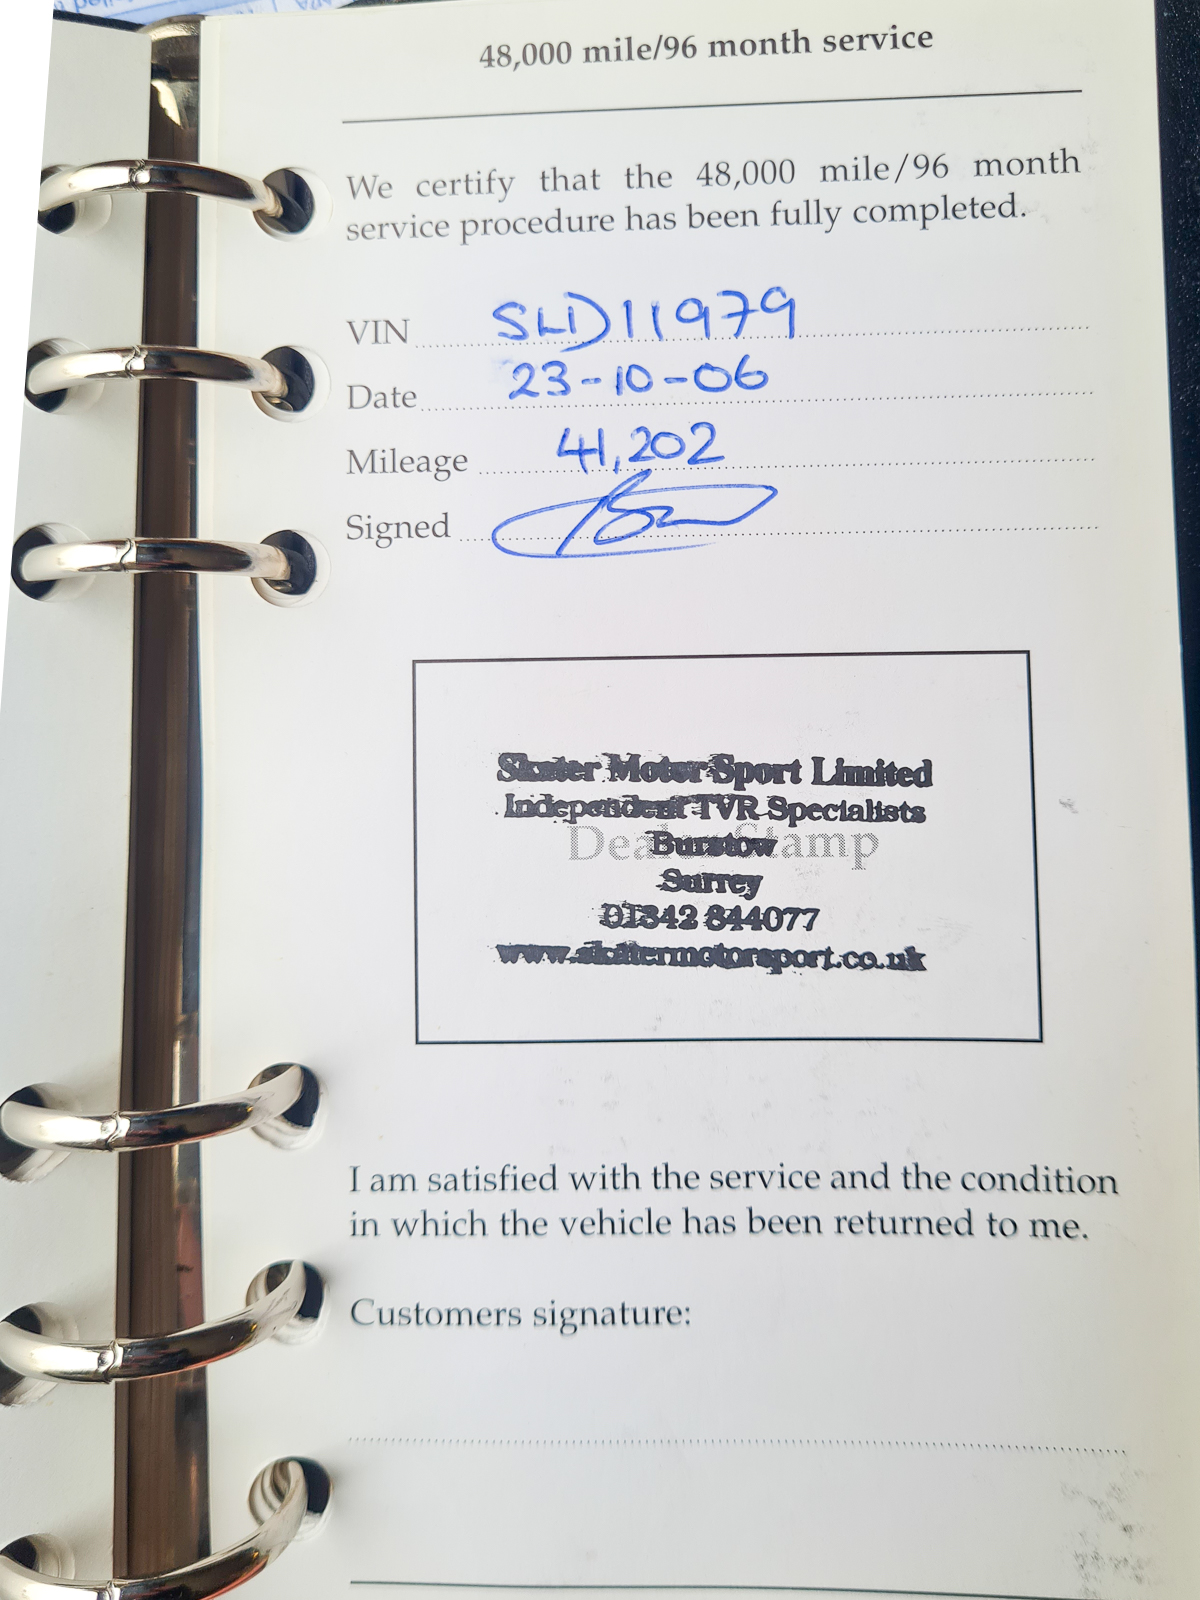 48,000 mile/96 month service
We certify that the 48,000 mile/96 month
service procedure has been fully completed.
VIN SLD11979
Date 23-10-06
Mileage 41,202
Signed
Skater Motor Sport Limited
Independent TVR Specialists
Dealer Stamp
Burstow
Surrey
01342 844077
www.skatermotorsport.co.uk
I am satisfied with the service and the condition
in which the vehicle has been returned to me.
Customers signature: